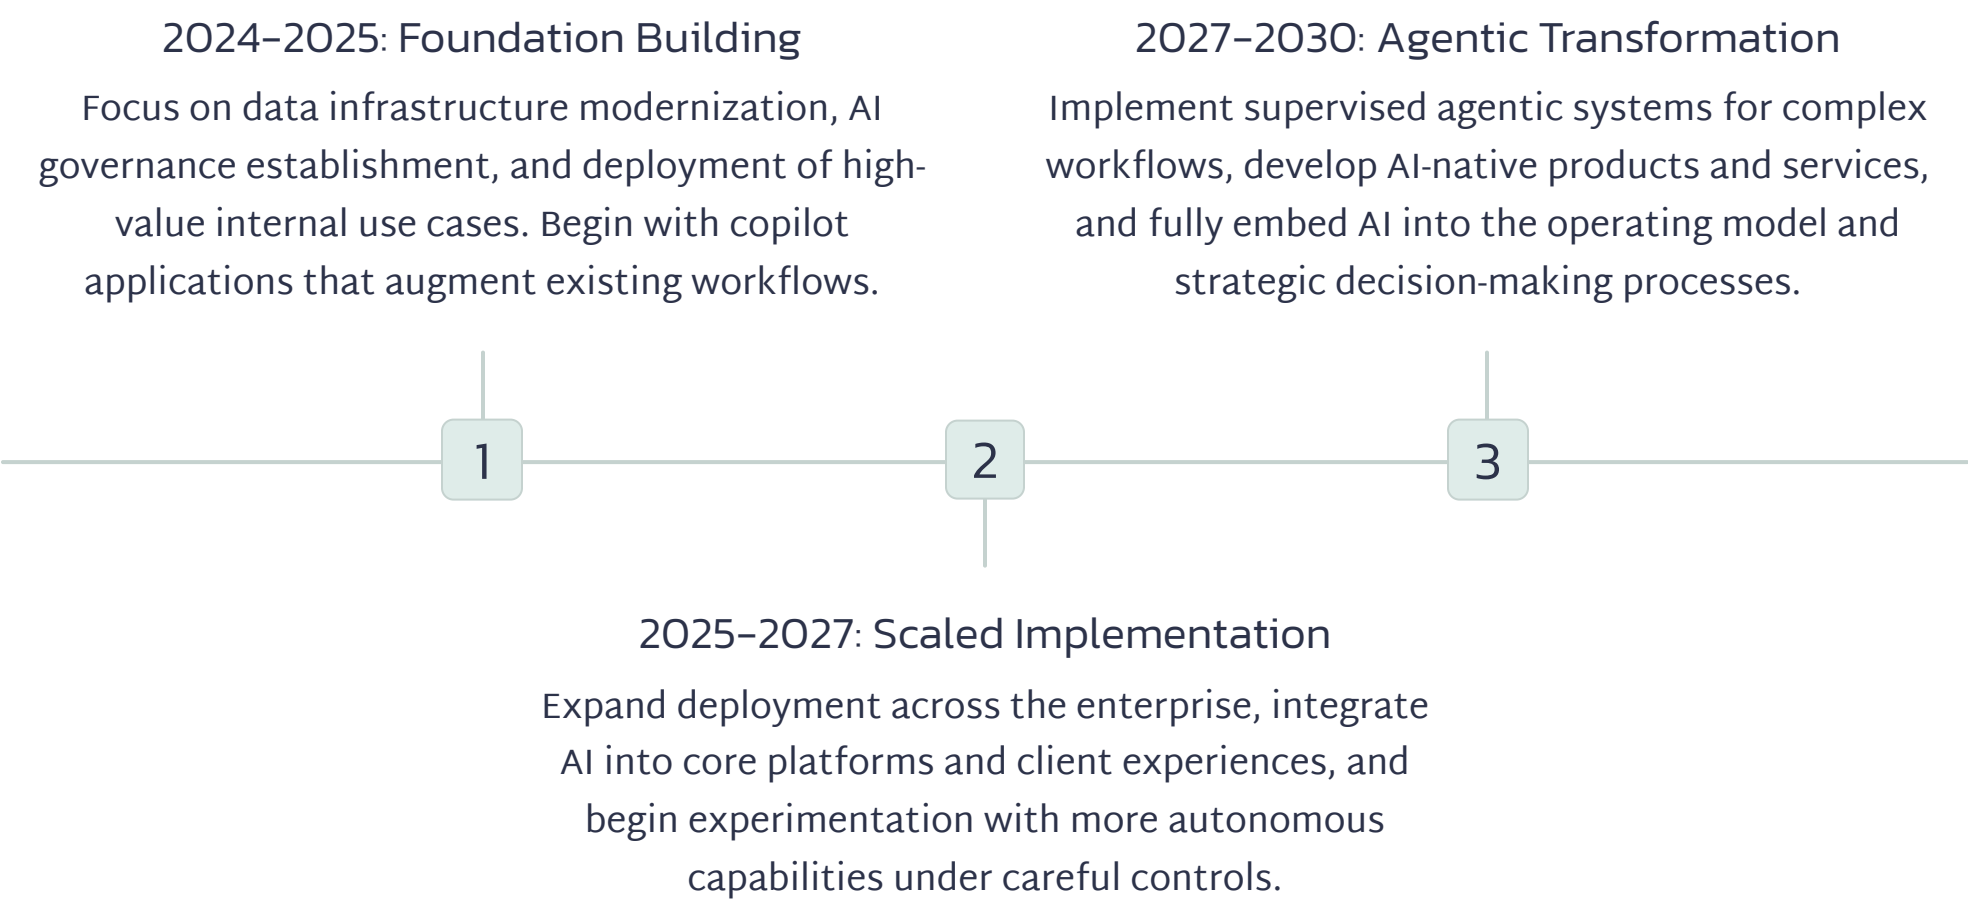 2024–2025: Foundation Building
Focus on data infrastructure modernization, AI
governance establishment, and deployment of high-
value internal use cases. Begin with copilot
applications that augment existing workflows.
2027–2030: Agentic Transformation
Implement supervised agentic systems for complex
workflows, develop AI-native products and services,
and fully embed AI into the operating model and
strategic decision-making processes.
1
2
3
2025–2027: Scaled Implementation
Expand deployment across the enterprise, integrate
AI into core platforms and client experiences, and
begin experimentation with more autonomous
capabilities under careful controls.